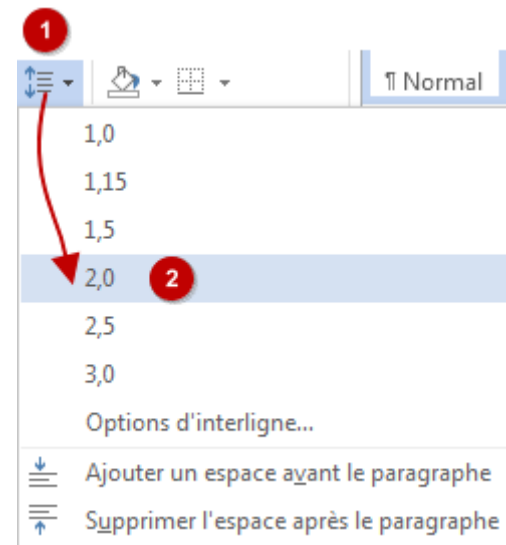 1
¶ Normal
1,0
1,15
1,5
2,0 2
2,5
3,0
Options d'interligne...
Ajouter un espace avant le paragraphe
Supprimer l'espace après le paragraphe